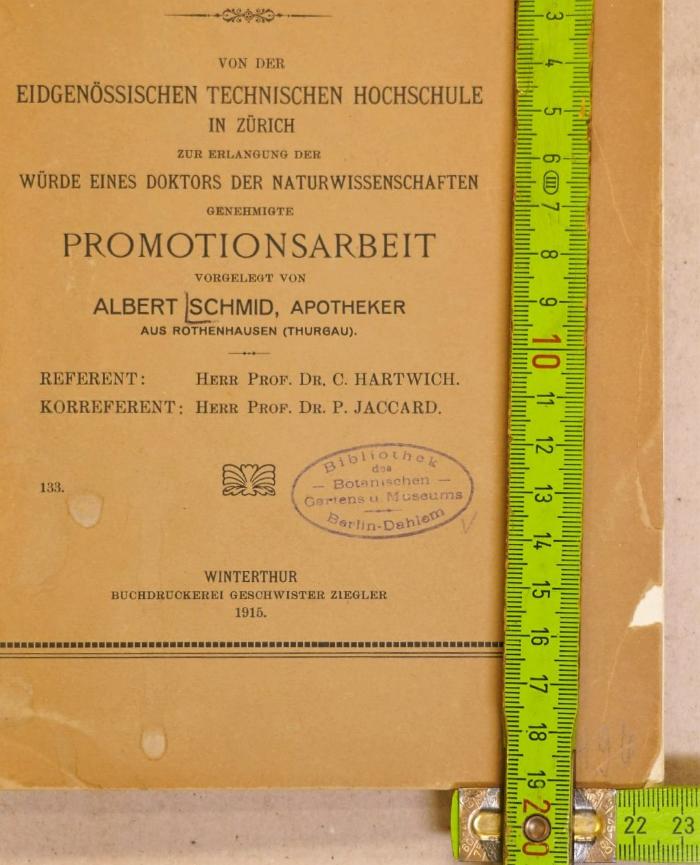 VON DER
EIDGENÖSSISCHEN TECHNISCHEN HOCHSCHULE
IN ZÜRICH
ZUR ERLANGUNG DER
WÜRDE EINES DOKTORS DER NATURWISSENSCHAFTEN
GENEHMIGTE
PROMOTIONSARBEIT
VORGELEGT VON
ALBERT SCHMID, APOTHEKER
AUS ROTHENHAUSEN (THURGAU).
REFERENT: HERR PROF. DR. C. HARTWICH.
KORREFERENT: HERR PROF. DR. P. JACCARD.
133.
Bibliothek
des
— Botanischen —
Gartens u. Museums
Berlin-Dahlem
WINTERTHUR
BUCHDRUCKEREI GESCHWISTER ZIEGLER
1915.
3
4
5
6
III
7
8
9
10
11
12
13
14
15
16
17
18
19
20
22 23